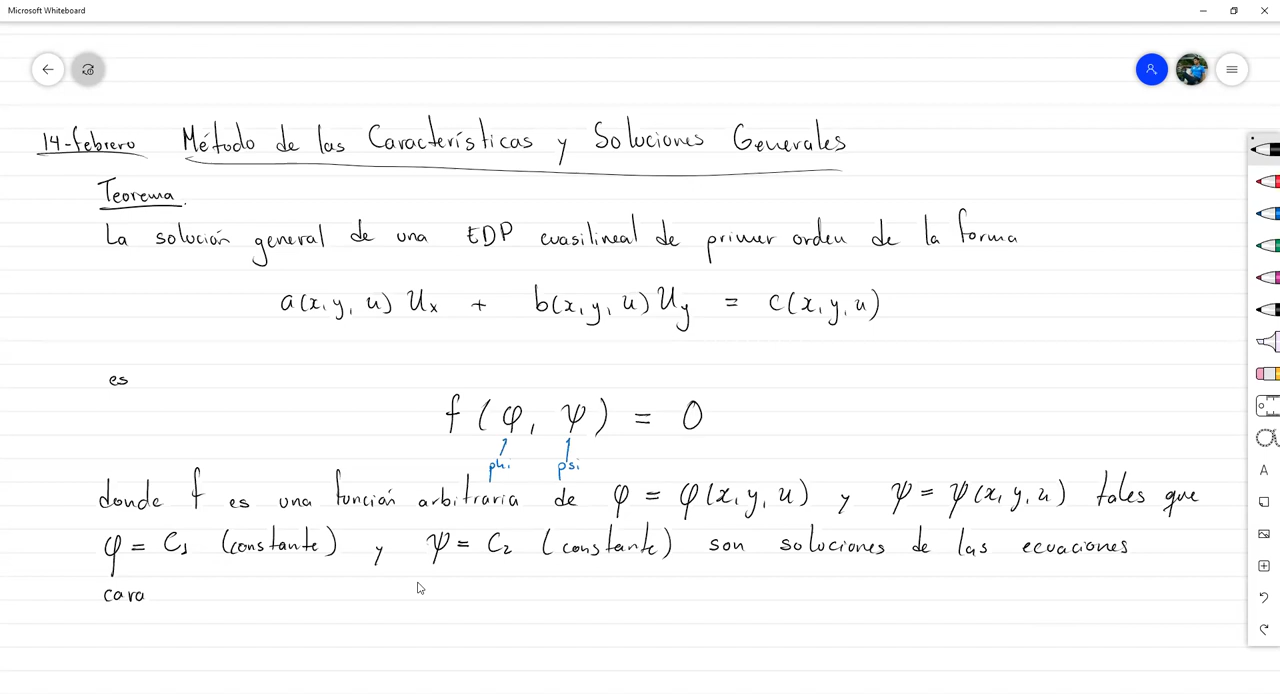 Microsoft Whiteboard
14-febrero Método de las Características y Soluciones Generales
Teorema.
La solución general de una EDP cuasilineal de primer orden de la forma
a(x, y, u) Ux + b(x, y, u) Uy = c(x, y, u)
es
f(φ, ψ) = 0
phi psi
donde f es una función arbitraria de φ = φ(x, y, u) y ψ = ψ(x, y, u) tales que
φ = C₁ (constante) y ψ = C₂ (constante) son soluciones de las ecuaciones
cara
A